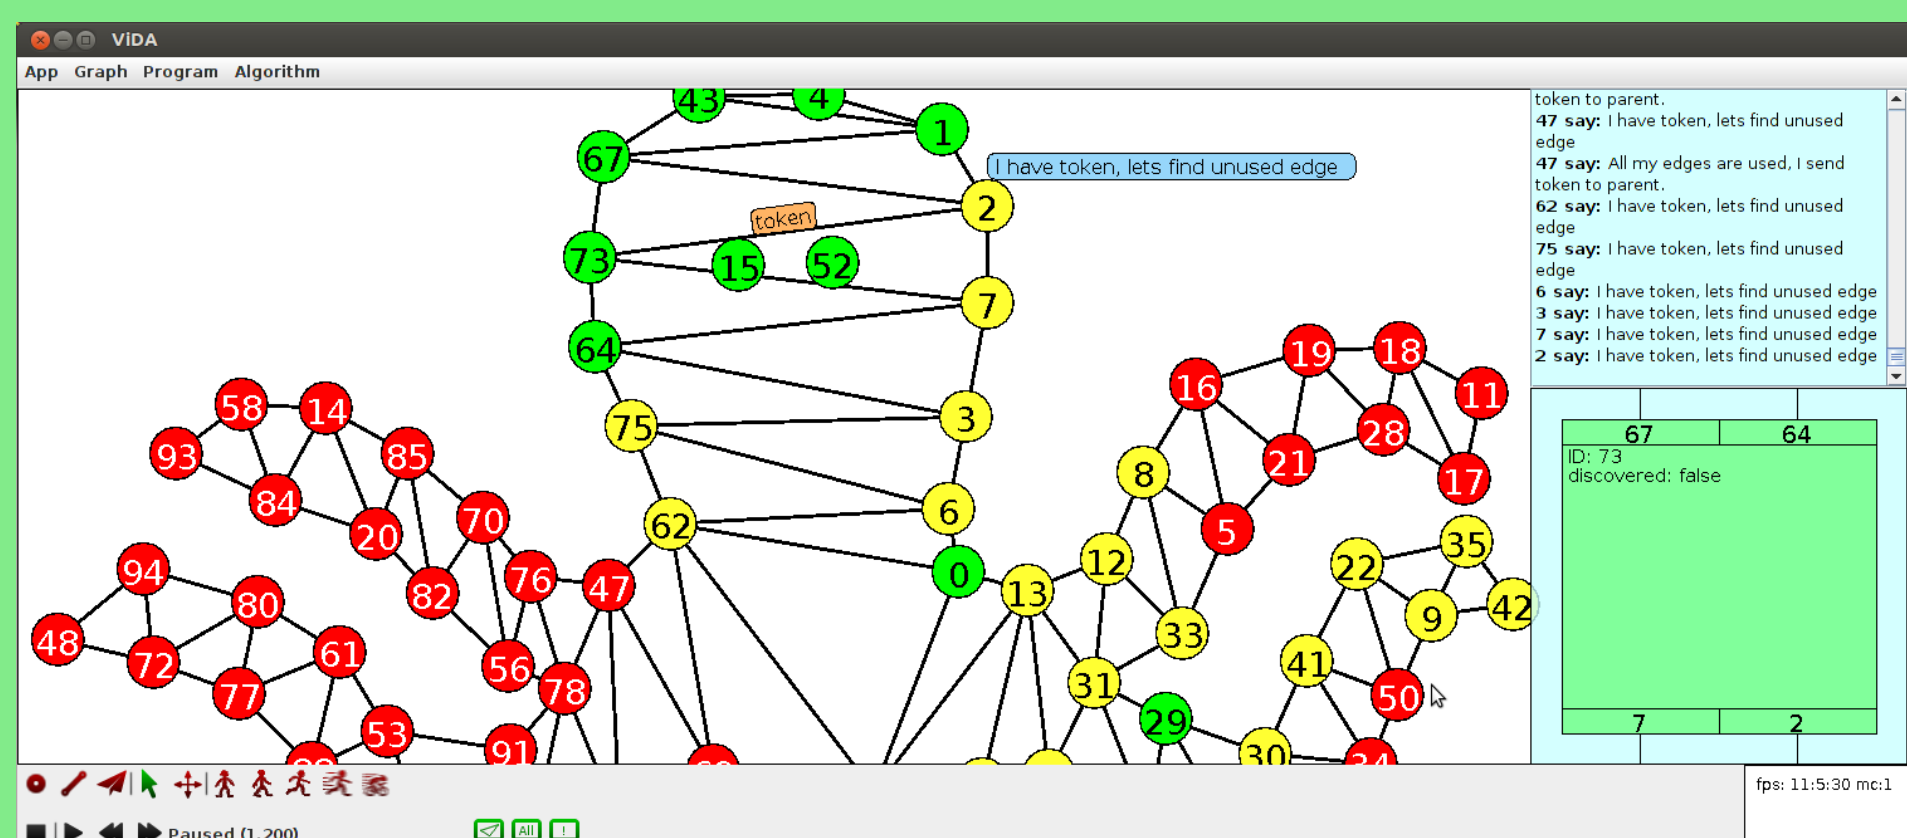 ViDA
App Graph Program Algorithm
43
4
1
67
I have token, lets find unused edge
2
token
73
15
52
7
64
19
18
16
11
58
14
75
3
28
93
85
21
8
17
84
6
70
62
20
5
35
12
22
94
76
0
47
13
82
80
9
42
48
33
72
61
56
41
78
31
77
50
29
53
91
30
token to parent.
47 say: I have token, lets find unused
edge
47 say: All my edges are used, I send
token to parent.
62 say: I have token, lets find unused
edge
75 say: I have token, lets find unused
edge
6 say: I have token, lets find unused edge
3 say: I have token, lets find unused edge
7 say: I have token, lets find unused edge
2 say: I have token, lets find unused edge
67 64
ID: 73
discovered: false
7 2
fps: 11:5:30 mc:1
Paused (1,200)
All
!